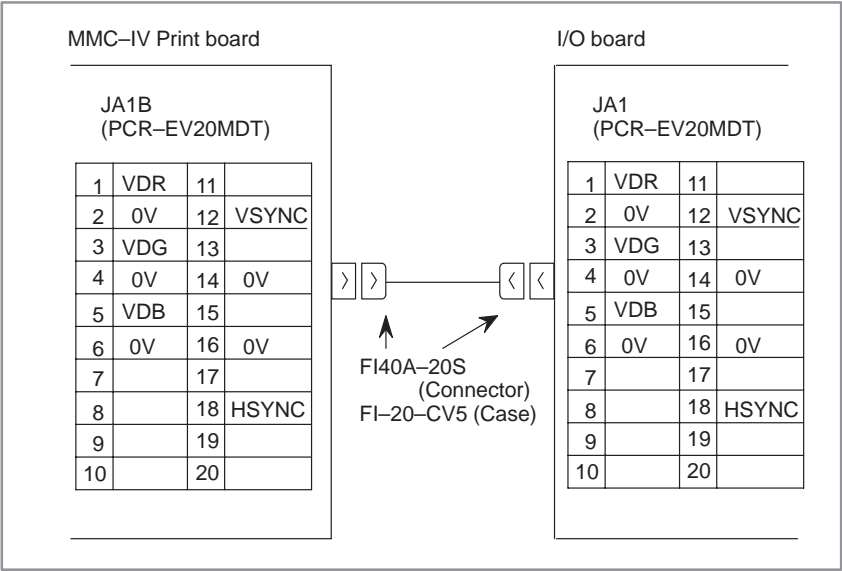 MMC–IV Print board
I/O board
JA1B
(PCR–EV20MDT)
1 VDR 11
2 0V 12 VSYNC
3 VDG 13
4 0V 14 0V
5 VDB 15
6 0V 16 0V
7 17
8 18 HSYNC
9 19
10 20
FI40A–20S
(Connector)
FI–20–CV5 (Case)
JA1
(PCR–EV20MDT)
1 VDR 11
2 0V 12 VSYNC
3 VDG 13
4 0V 14 0V
5 VDB 15
6 0V 16 0V
7 17
8 18 HSYNC
9 19
10 20